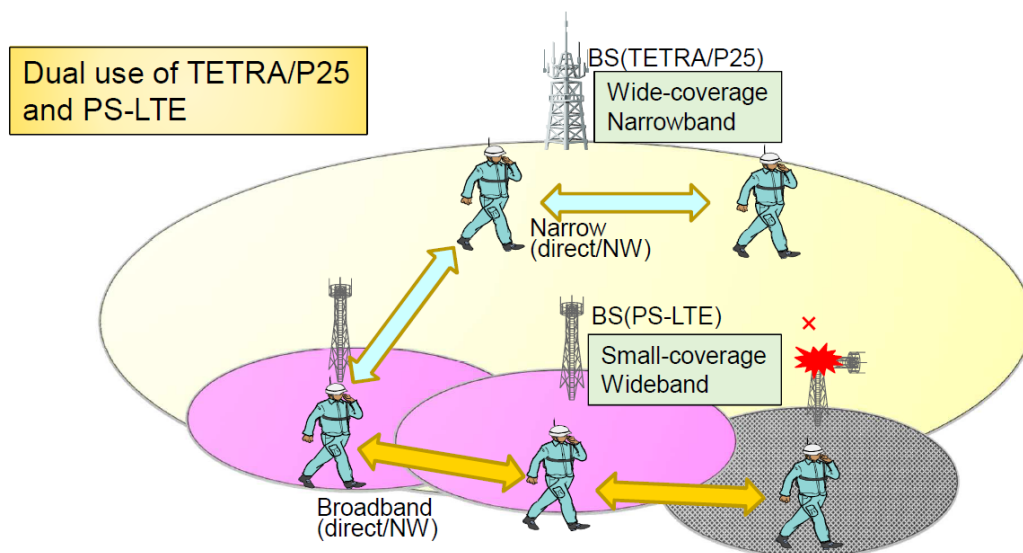 Dual use of TETRA/P25
and PS-LTE
BS(TETRA/P25)
Wide-coverage
Narrowband
Narrow
(direct/NW)
BS(PS-LTE)
Small-coverage
Wideband
×
Broadband
(direct/NW)